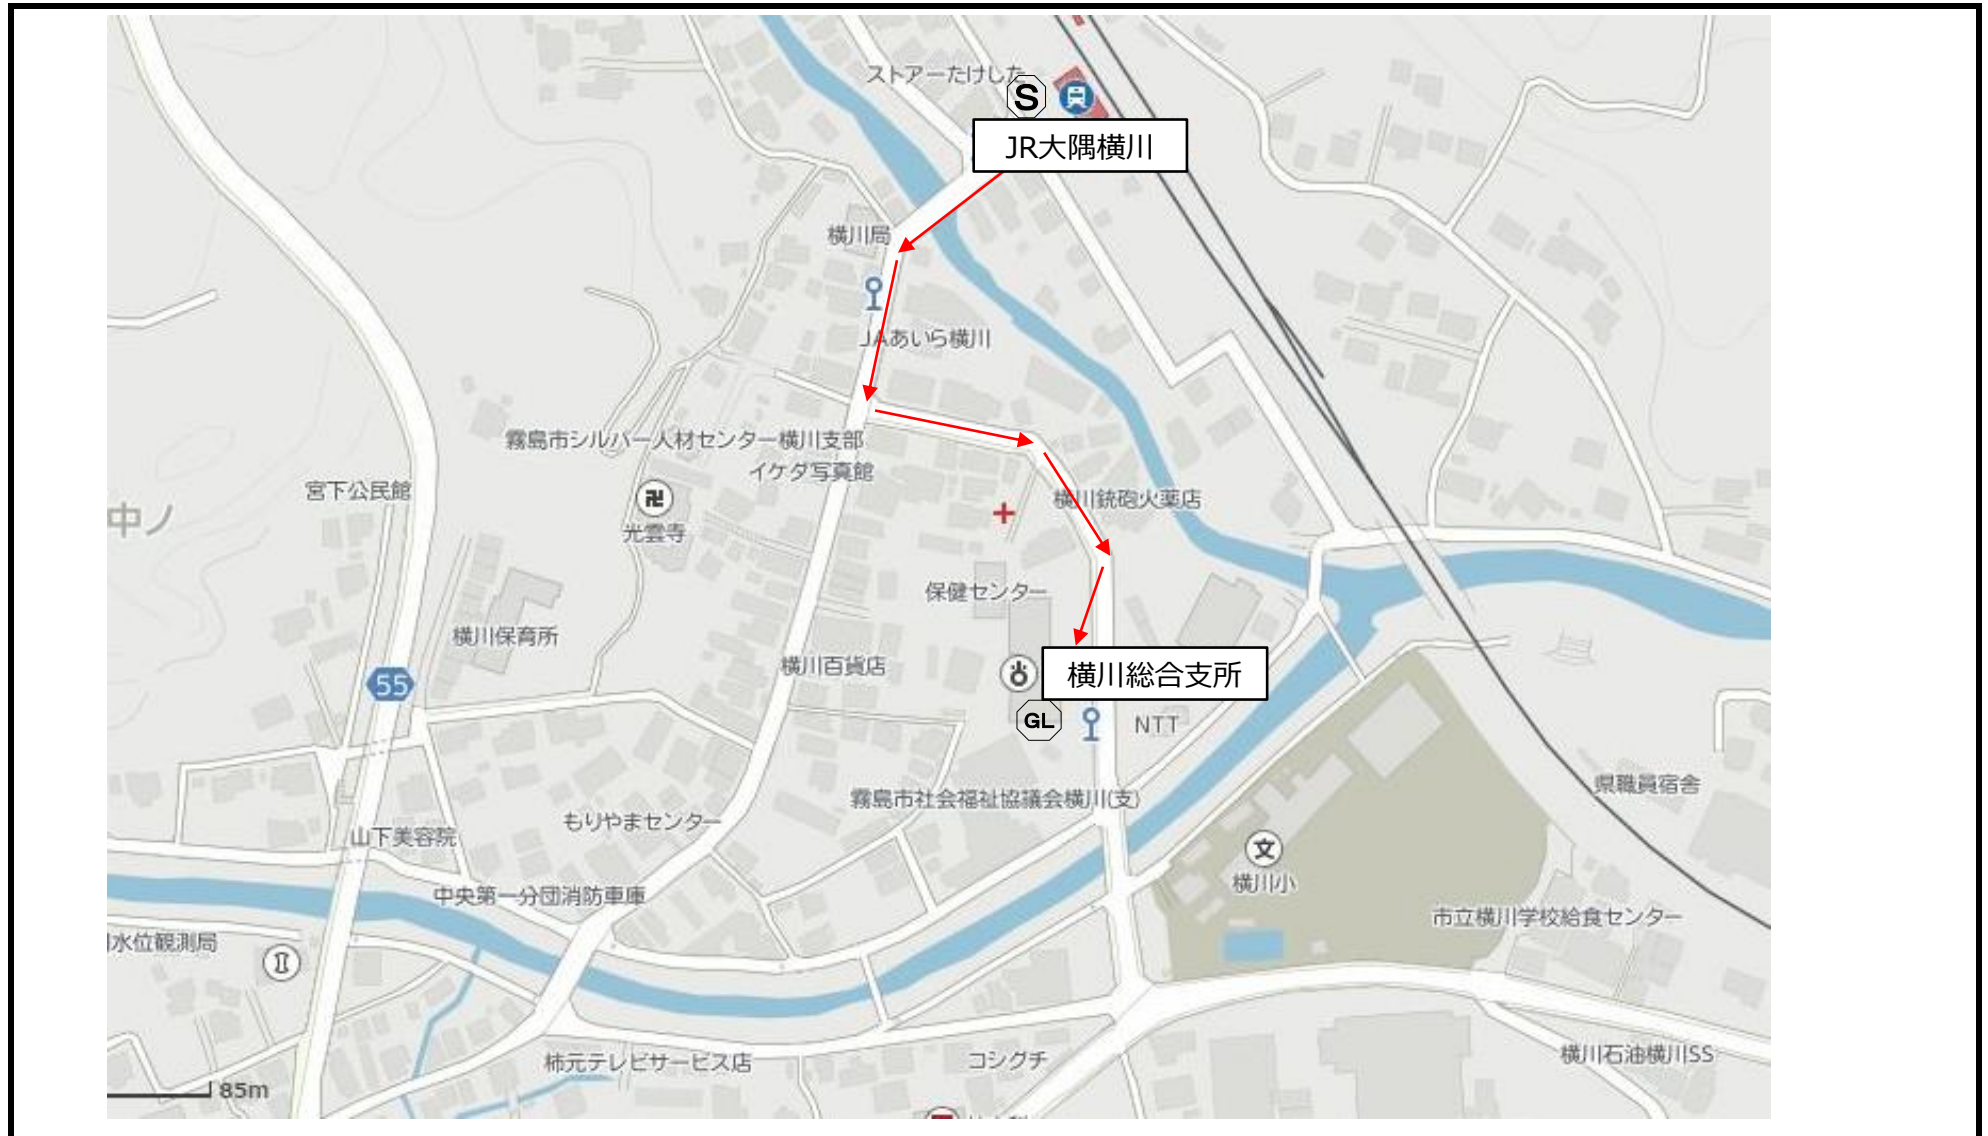 ストアーたけした
S
JR大隅横川
横川局
JAあいら横川
霧島市シルバー人材センター横川支部
イケダ写真館
宮下公民館
横川銃砲火薬店
中ノ
卍
光雲寺
保健センター
横川保育所
横川百貨店
横川総合支所
55
GL
NTT
県職員宿舎
霧島市社会福祉協議会横川(支)
もりやまセンター
山下美容院
文
横川小
中央第一分団消防車庫
市立横川学校給食センター
水位観測局
柿元テレビサービス店
コシグチ
横川石油横川SS
85m